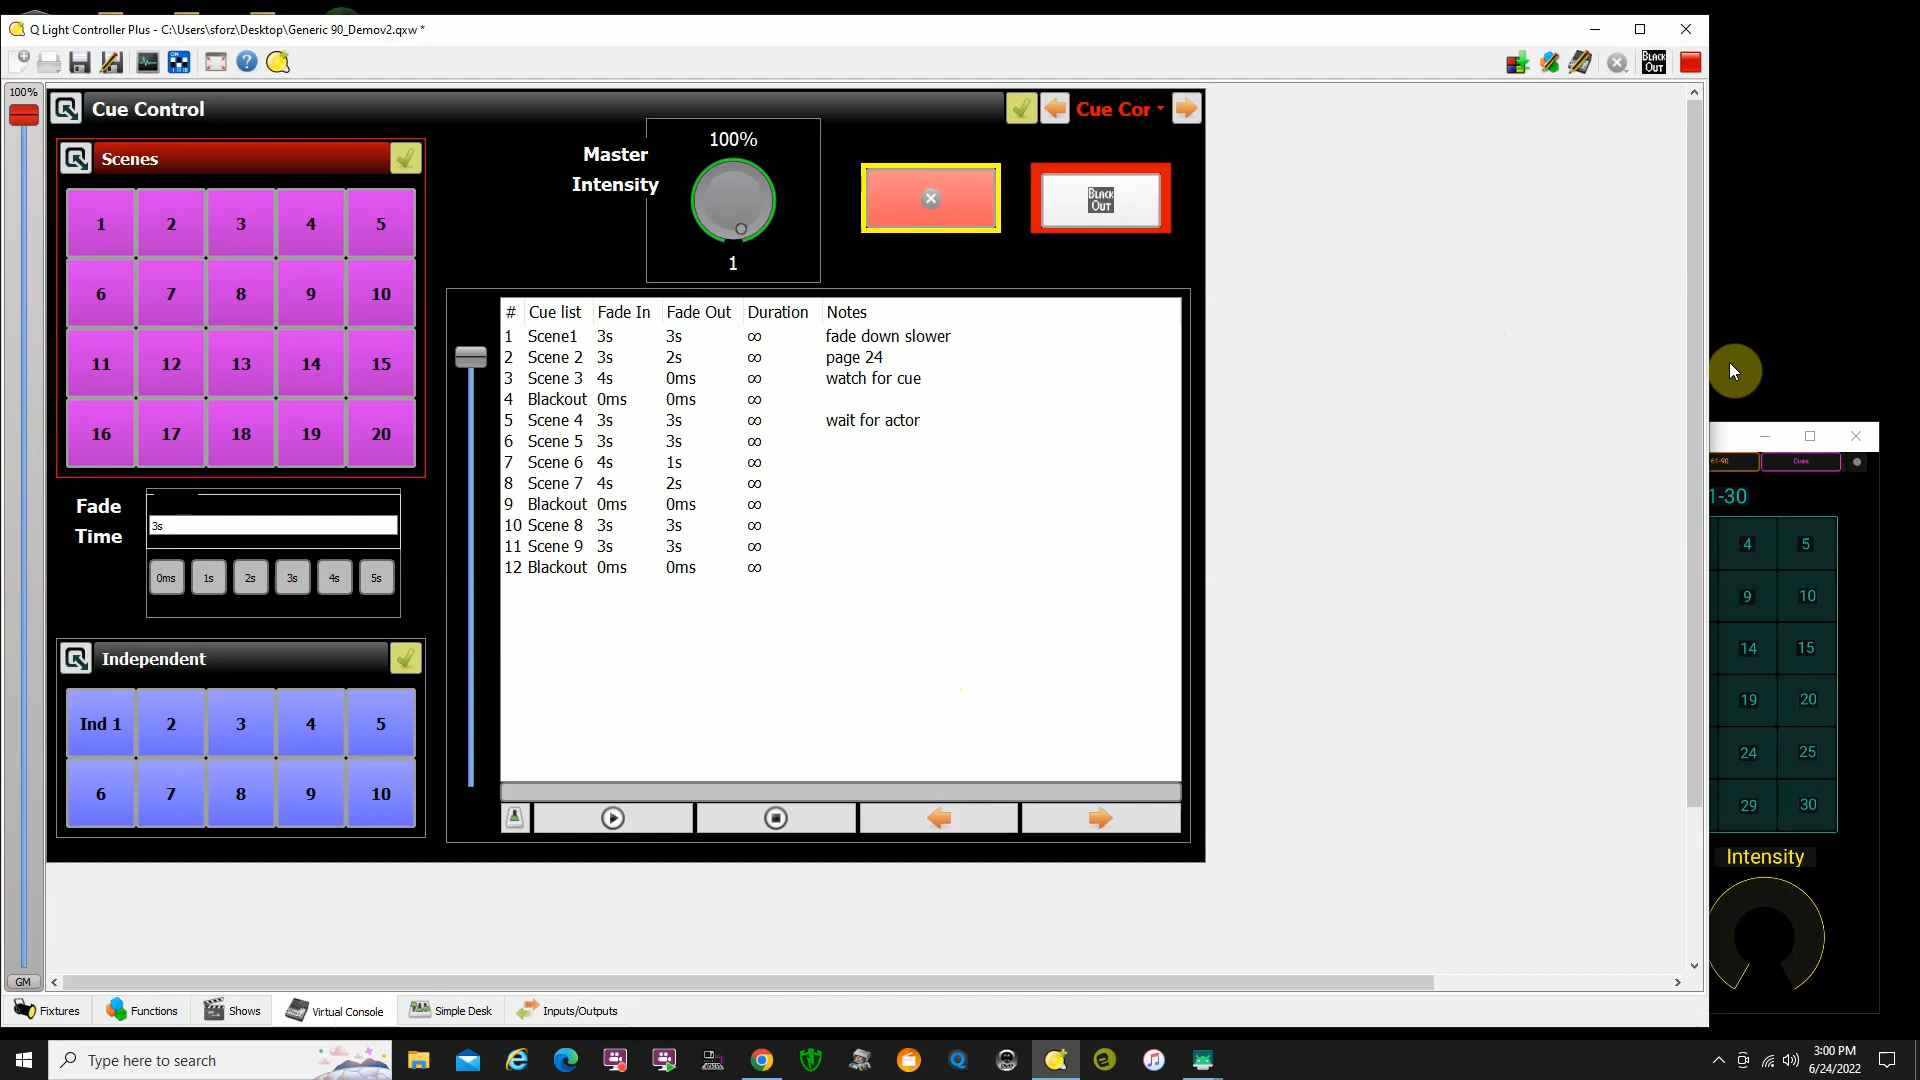 Q Light Controller Plus - C:\Users\sforz\Desktop\Generic 90_Demov2.qxw *
ON
BLACK OUT
100%
Cue Control
Cue Cor
Scenes
1 2 3 4 5
6 7 8 9 10
11 12 13 14 15
16 17 18 19 20
Master
Intensity
100%
1
BLACK
OUT
Fade
Time
3s
0ms 1s 2s 3s 4s 5s
Independent
Ind 1 2 3 4 5
6 7 8 9 10
# Cue list Fade In Fade Out Duration Notes
1 Scene1 3s 3s ∞ fade down slower
2 Scene 2 3s 2s ∞ page 24
3 Scene 3 4s 0ms ∞ watch for cue
4 Blackout 0ms 0ms ∞
5 Scene 4 3s 3s ∞ wait for actor
6 Scene 5 3s 3s ∞
7 Scene 6 4s 1s ∞
8 Scene 7 4s 2s ∞
9 Blackout 0ms 0ms ∞
10 Scene 8 3s 3s ∞
11 Scene 9 3s 3s ∞
12 Blackout 0ms 0ms ∞
GM
61-90 Cues
1-30
4 5
9 10
14 15
19 20
24 25
29 30
Intensity
Fixtures Functions Shows Virtual Console Simple Desk Inputs/Outputs
Type here to search
3:00 PM
6/24/2022